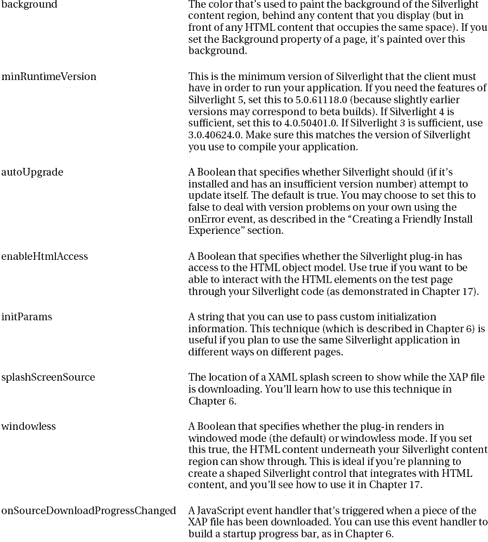 background The color that's used to paint the background of the Silverlight
content region, behind any content that you display (but in
front of any HTML content that occupies the same space). If you
set the Background property of a page, it's painted over this
background.
minRuntimeVersion This is the minimum version of Silverlight that the client must
have in order to run your application. If you need the features of
Silverlight 5, set this to 5.0.61118.0 (because slightly earlier
versions may correspond to beta builds). If Silverlight 4 is
sufficient, set this to 4.0.50401.0. If Silverlight 3 is sufficient, use
3.0.40624.0. Make sure this matches the version of Silverlight
you use to compile your application.
autoUpgrade A Boolean that specifies whether Silverlight should (if it's
installed and has an insufficient version number) attempt to
update itself. The default is true. You may choose to set this to
false to deal with version problems on your own using the
onError event, as described in the “Creating a Friendly Install
Experience” section.
enableHtmlAccess A Boolean that specifies whether the Silverlight plug-in has
access to the HTML object model. Use true if you want to be
able to interact with the HTML elements on the test page
through your Silverlight code (as demonstrated in Chapter 17).
initParams A string that you can use to pass custom initialization
information. This technique (which is described in Chapter 6) is
useful if you plan to use the same Silverlight application in
different ways on different pages.
splashScreenSource The location of a XAML splash screen to show while the XAP file
is downloading. You'll learn how to use this technique in
Chapter 6.
windowless A Boolean that specifies whether the plug-in renders in
windowed mode (the default) or windowless mode. If you set
this true, the HTML content underneath your Silverlight content
region can show through. This is ideal if you're planning to
create a shaped Silverlight control that integrates with HTML
content, and you'll see how to use it in Chapter 17.
onSourceDownloadProgressChanged A JavaScript event handler that's triggered when a piece of the
XAP file has been downloaded. You can use this event handler to
build a startup progress bar, as in Chapter 6.